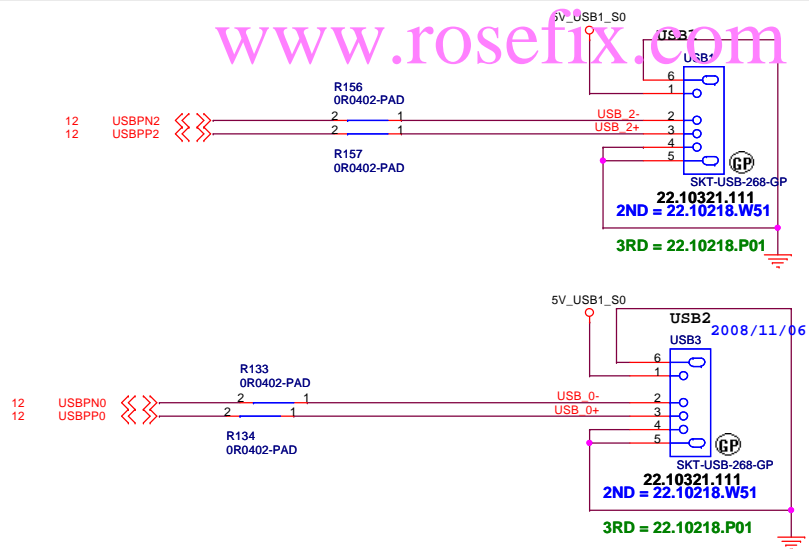 www.rosefix.com
5V_USB1_S0
USB1
6
1
R156
0R0402-PAD
12 USBPN2 2 1 USB_2- 2
12 USBPP2 2 1 USB_2+ 3
4
5
R157
0R0402-PAD
GP
SKT-USB-268-GP
22.10321.111
2ND = 22.10218.W51
3RD = 22.10218.P01
5V_USB1_S0
USB2
2008/11/06
USB3
6
1
R133
0R0402-PAD
12 USBPN0 2 1 USB_0- 2
12 USBPP0 2 1 USB_0+ 3
4
5
R134
0R0402-PAD
GP
SKT-USB-268-GP
22.10321.111
2ND = 22.10218.W51
3RD = 22.10218.P01